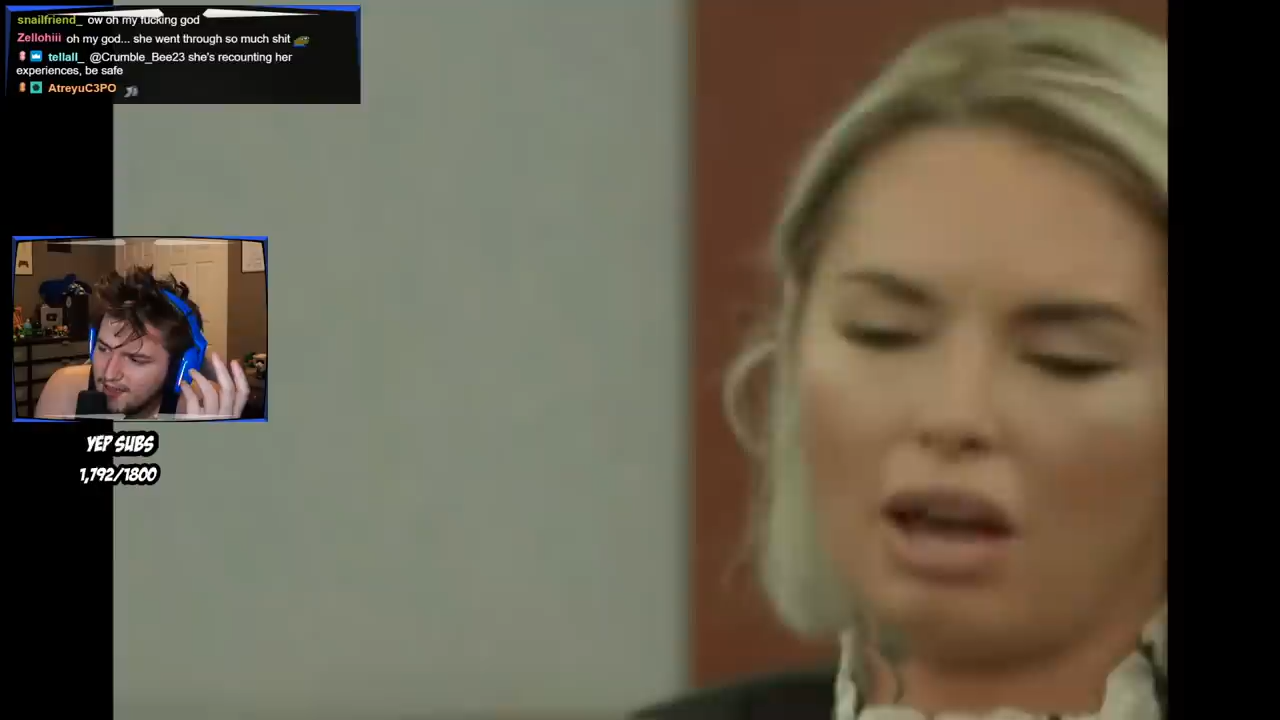 snailfriend_ ow oh my fucking god
Zellohiii oh my god... she went through so much shit
tellall_ @Crumble_Bee23 she's recounting her
experiences, be safe
AtreyuC3PO
YEP SUBS
1,792/1800